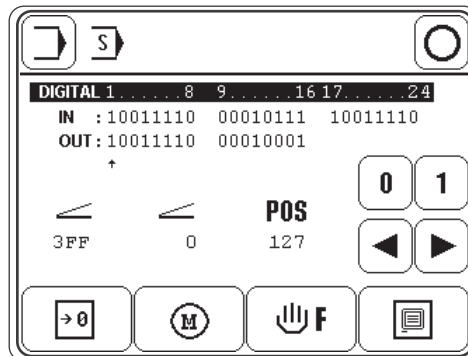 S
DIGITAL 1......8 9......16 17......24
IN :10011110 00010111 10011110
OUT:10011110 00010001
↑
0 1
POS
3FF 0 127
◀ ▶
→0 M F